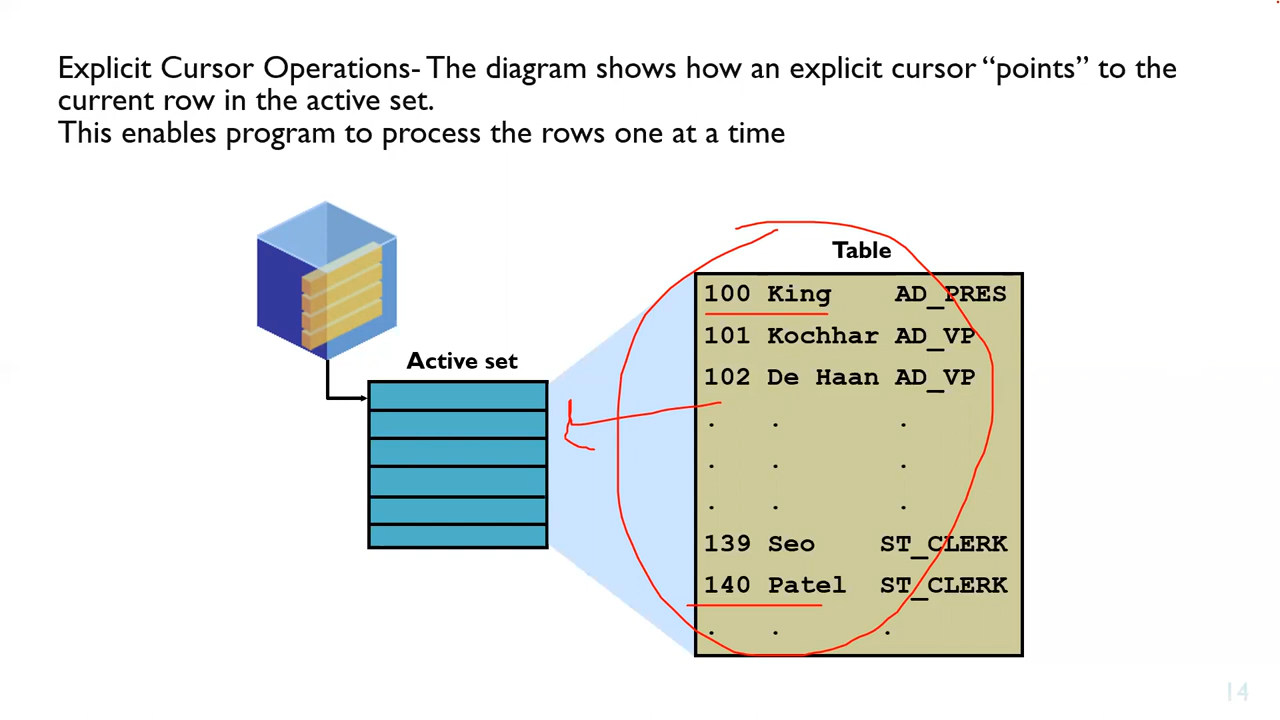 Explicit Cursor Operations- The diagram shows how an explicit cursor “points” to the
current row in the active set.
This enables program to process the rows one at a time
Table
100 King AD_PRES
101 Kochhar AD_VP
102 De Haan AD_VP
. . .
. . .
. . .
139 Seo ST_CLERK
140 Patel ST_CLERK
. . .
Active set
14